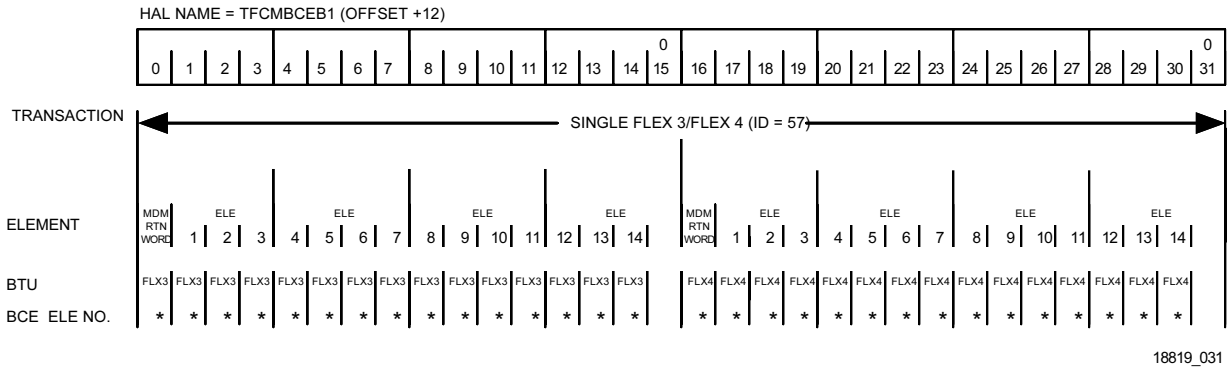 HAL NAME = TFCMBCEB1 (OFFSET +12)
0 0
0 1 2 3 4 5 6 7 8 9 10 11 12 13 14 15 16 17 18 19 20 21 22 23 24 25 26 27 28 29 30 31
TRANSACTION SINGLE FLEX 3/FLEX 4 (ID = 57)
MDM ELE ELE ELE ELE MDM ELE ELE ELE ELE
ELEMENT RTN RTN
WORD 1 2 3 4 5 6 7 8 9 10 11 12 13 14 WORD 1 2 3 4 5 6 7 8 9 10 11 12 13 14
BTU FLX3 FLX3 FLX3 FLX3 FLX3 FLX3 FLX3 FLX3 FLX3 FLX3 FLX3 FLX3 FLX3 FLX3 FLX3 FLX4 FLX4 FLX4 FLX4 FLX4 FLX4 FLX4 FLX4 FLX4 FLX4 FLX4 FLX4 FLX4 FLX4 FLX4
BCE ELE NO. * * * * * * * * * * * * * * * * * * * * * * * * * * * * * *
18819_031